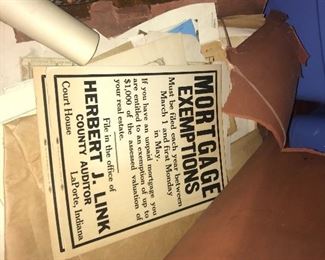 MORTGAGE
EXEMPTIONS
Must be filed each year between
March 1 and first Monday
in May.
If you have an unpaid mortgage you
are entitled to an exemption of up to
$1,000 of the assessed valuation of
your real estate.
File in the office of
HERBERT J. LINK
COUNTY AUDITOR
Court House
LaPorte, Indiana